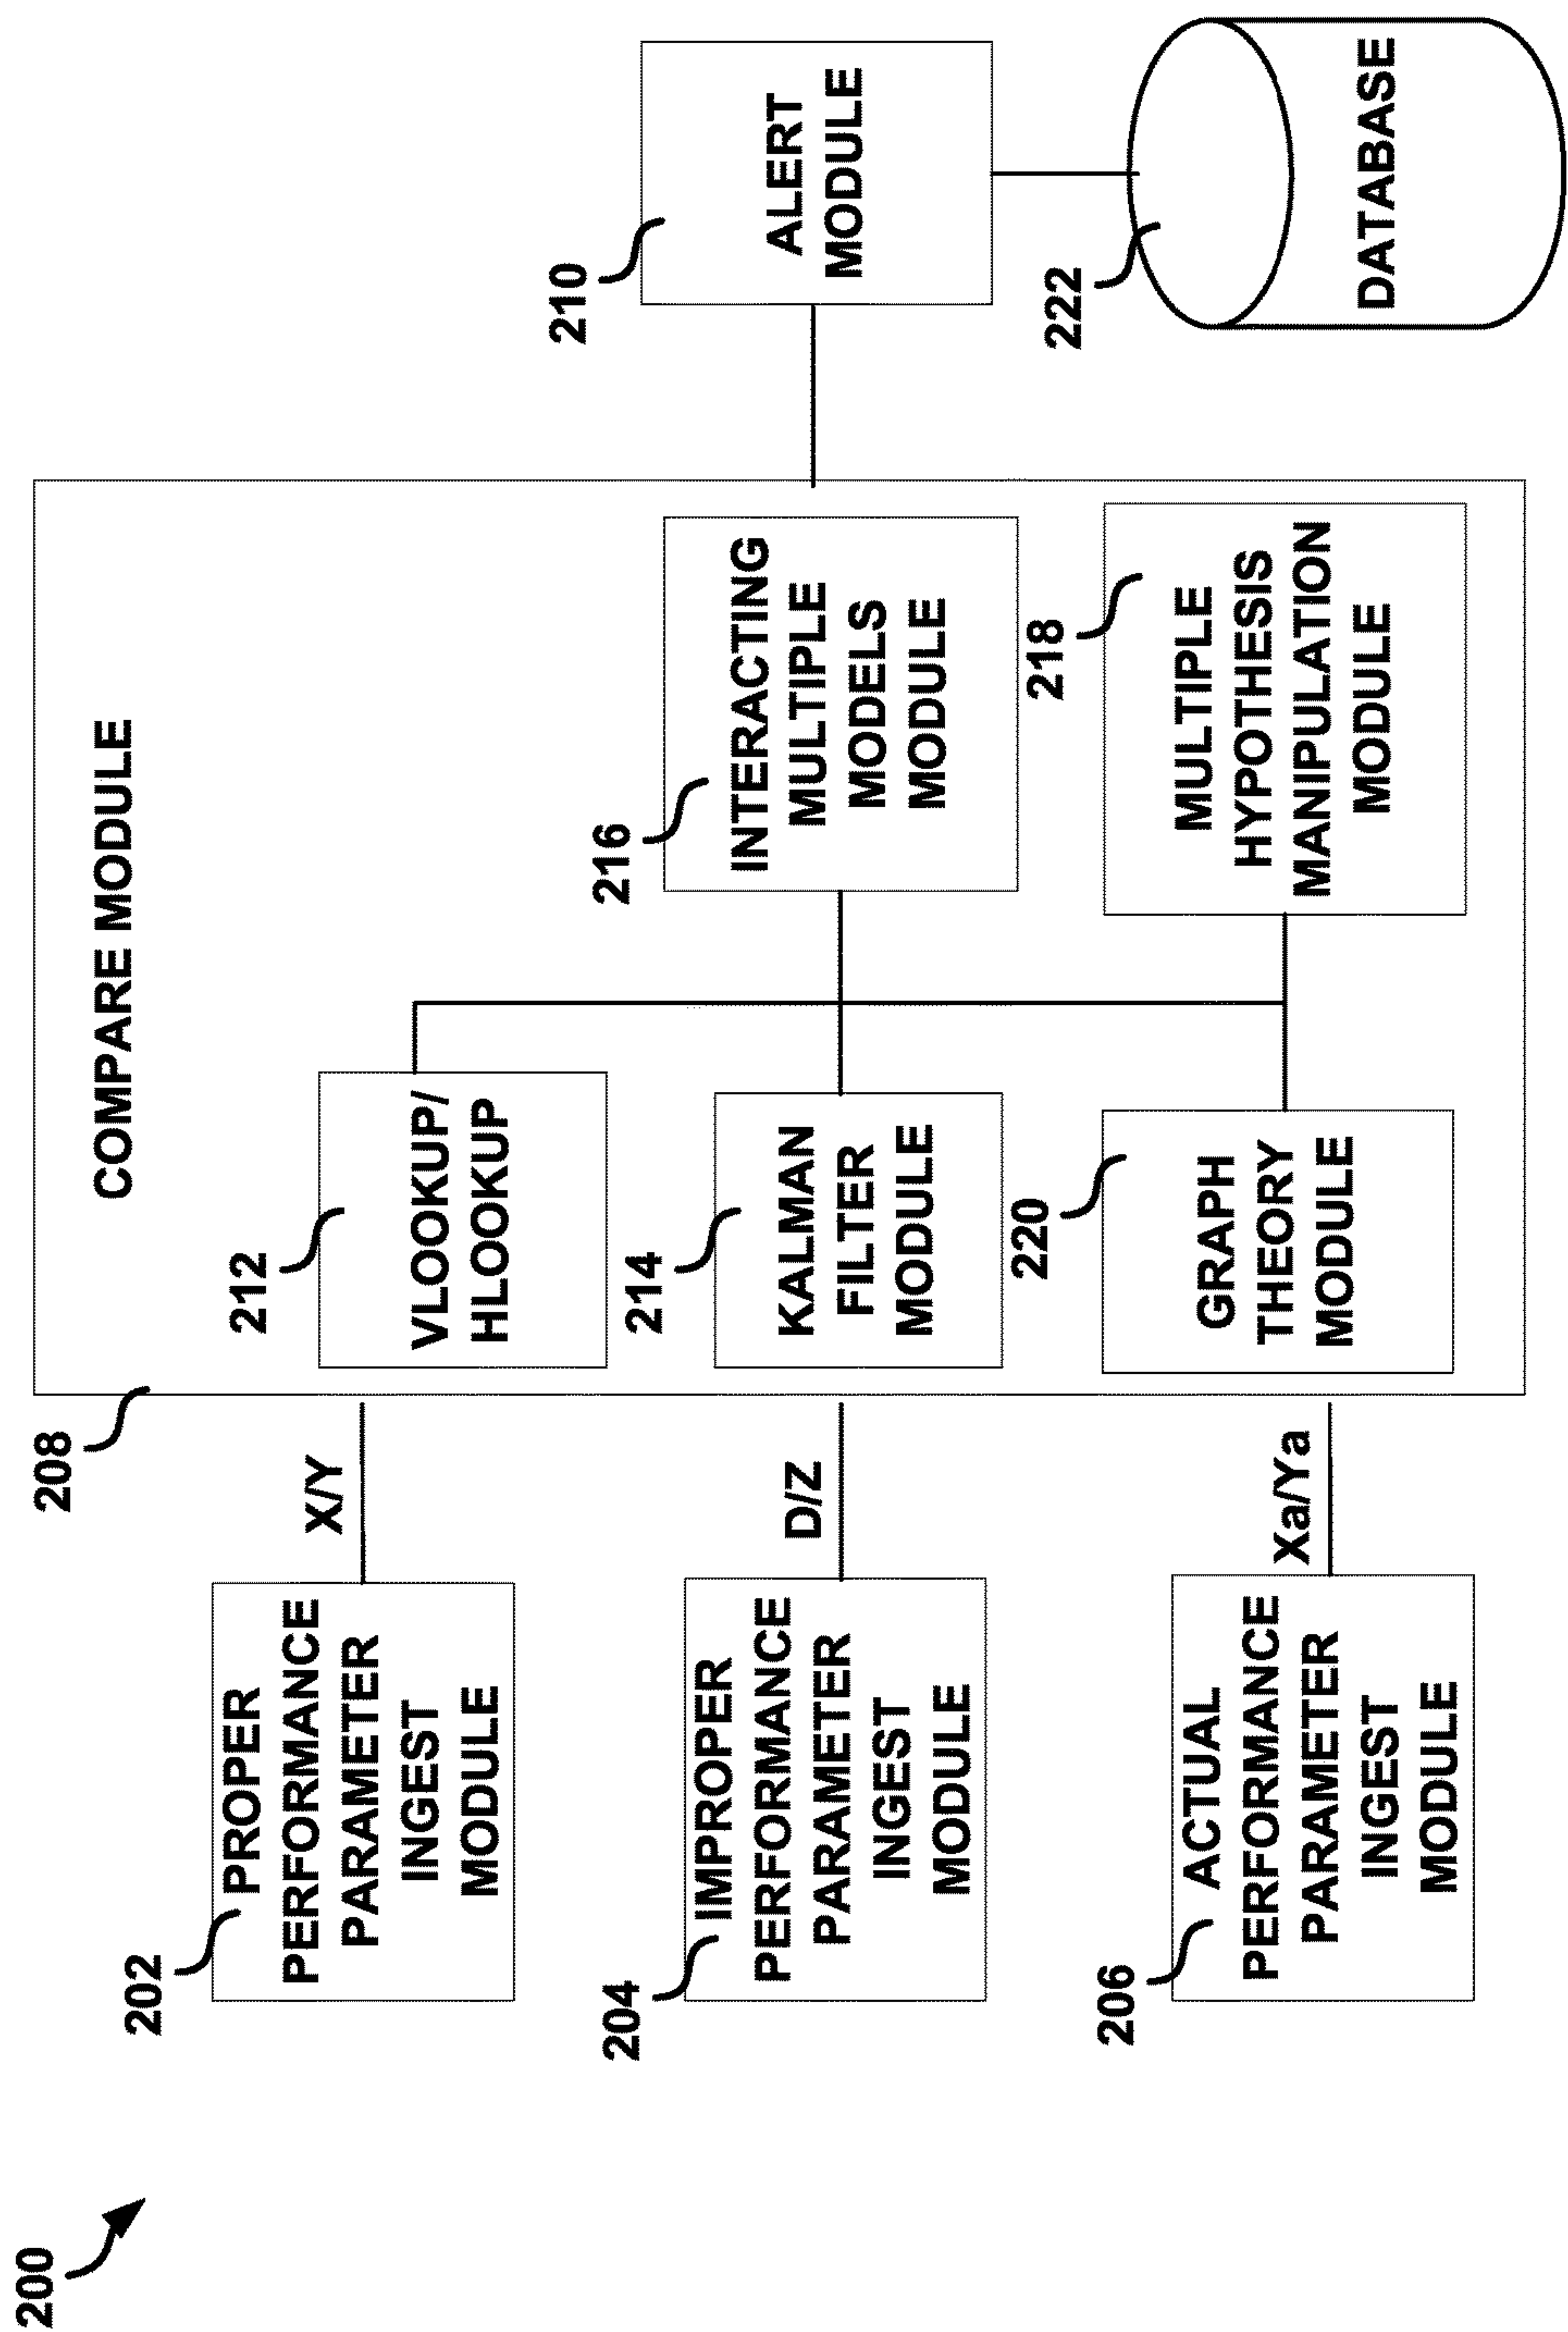 200
202
PROPER
PERFORMANCE
PARAMETER
INGEST
MODULE
X/Y
204
IMPROPER
PERFORMANCE
PARAMETER
INGEST
MODULE
D/Z
206
ACTUAL
PERFORMANCE
PARAMETER
INGEST
MODULE
Xa/Ya
208
COMPARE MODULE
212
VLOOKUP/
HLOOKUP
214
KALMAN
FILTER
MODULE
220
GRAPH
THEORY
MODULE
216
INTERACTING
MULTIPLE
MODELS
MODULE
218
MULTIPLE
HYPOTHESIS
MANIPULATION
MODULE
210
ALERT
MODULE
222
DATABASE